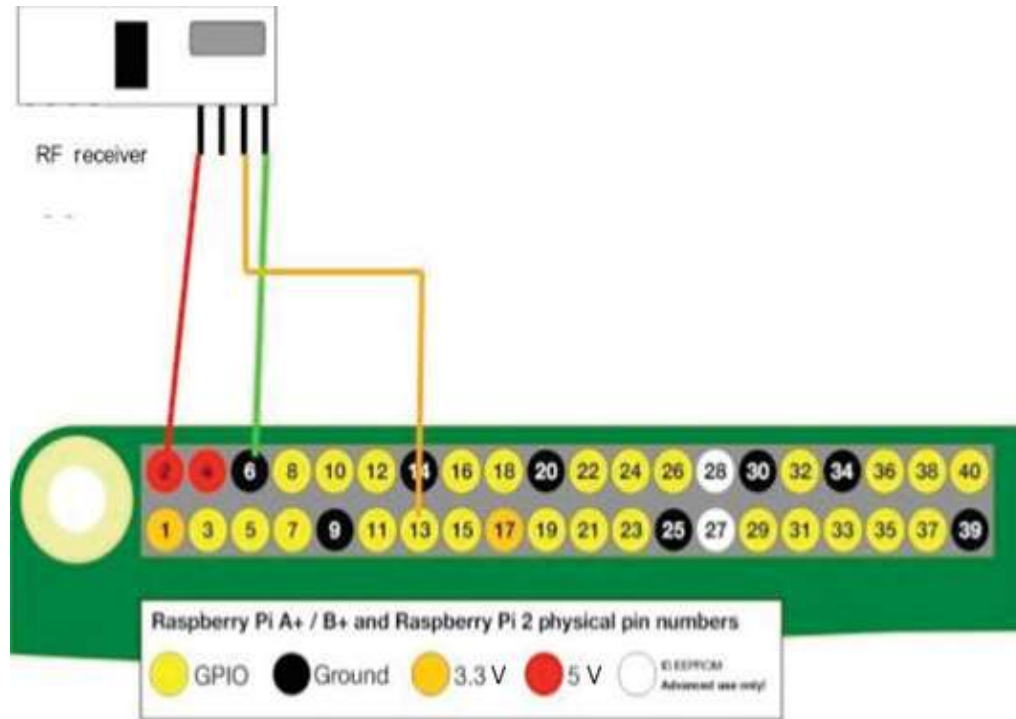 RF receiver
2 4 6 8 10 12 14 16 18 20 22 24 26 28 30 32 34 36 38 40
1 3 5 7 9 11 13 15 17 19 21 23 25 27 29 31 33 35 37 39
Raspberry Pi A+ / B+ and Raspberry Pi 2 physical pin numbers
GPIO Ground 3.3 V 5 V ID EEPROM
Advanced use only!